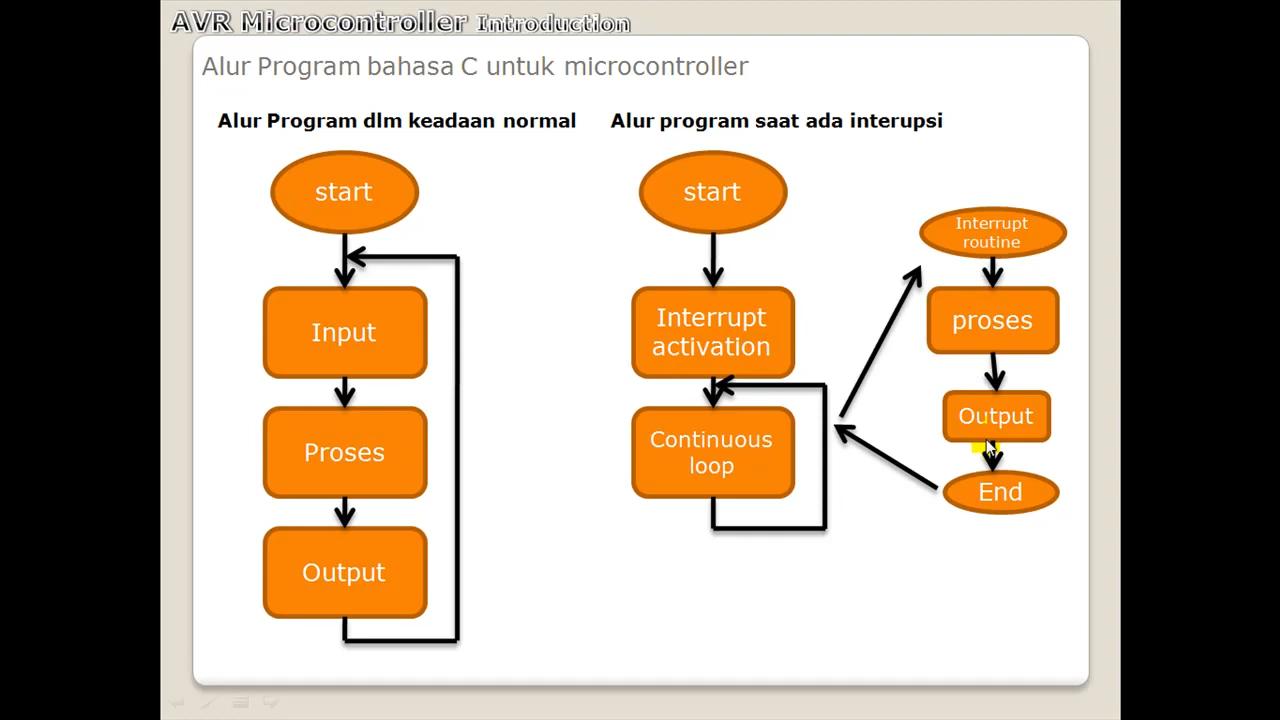 AVR Microcontroller Introduction
Alur Program bahasa C untuk microcontroller
Alur Program dlm keadaan normal
start
Input
Proses
Output
Alur program saat ada interupsi
start
Interrupt
activation
Continuous
loop
Interrupt
routine
proses
Output
End